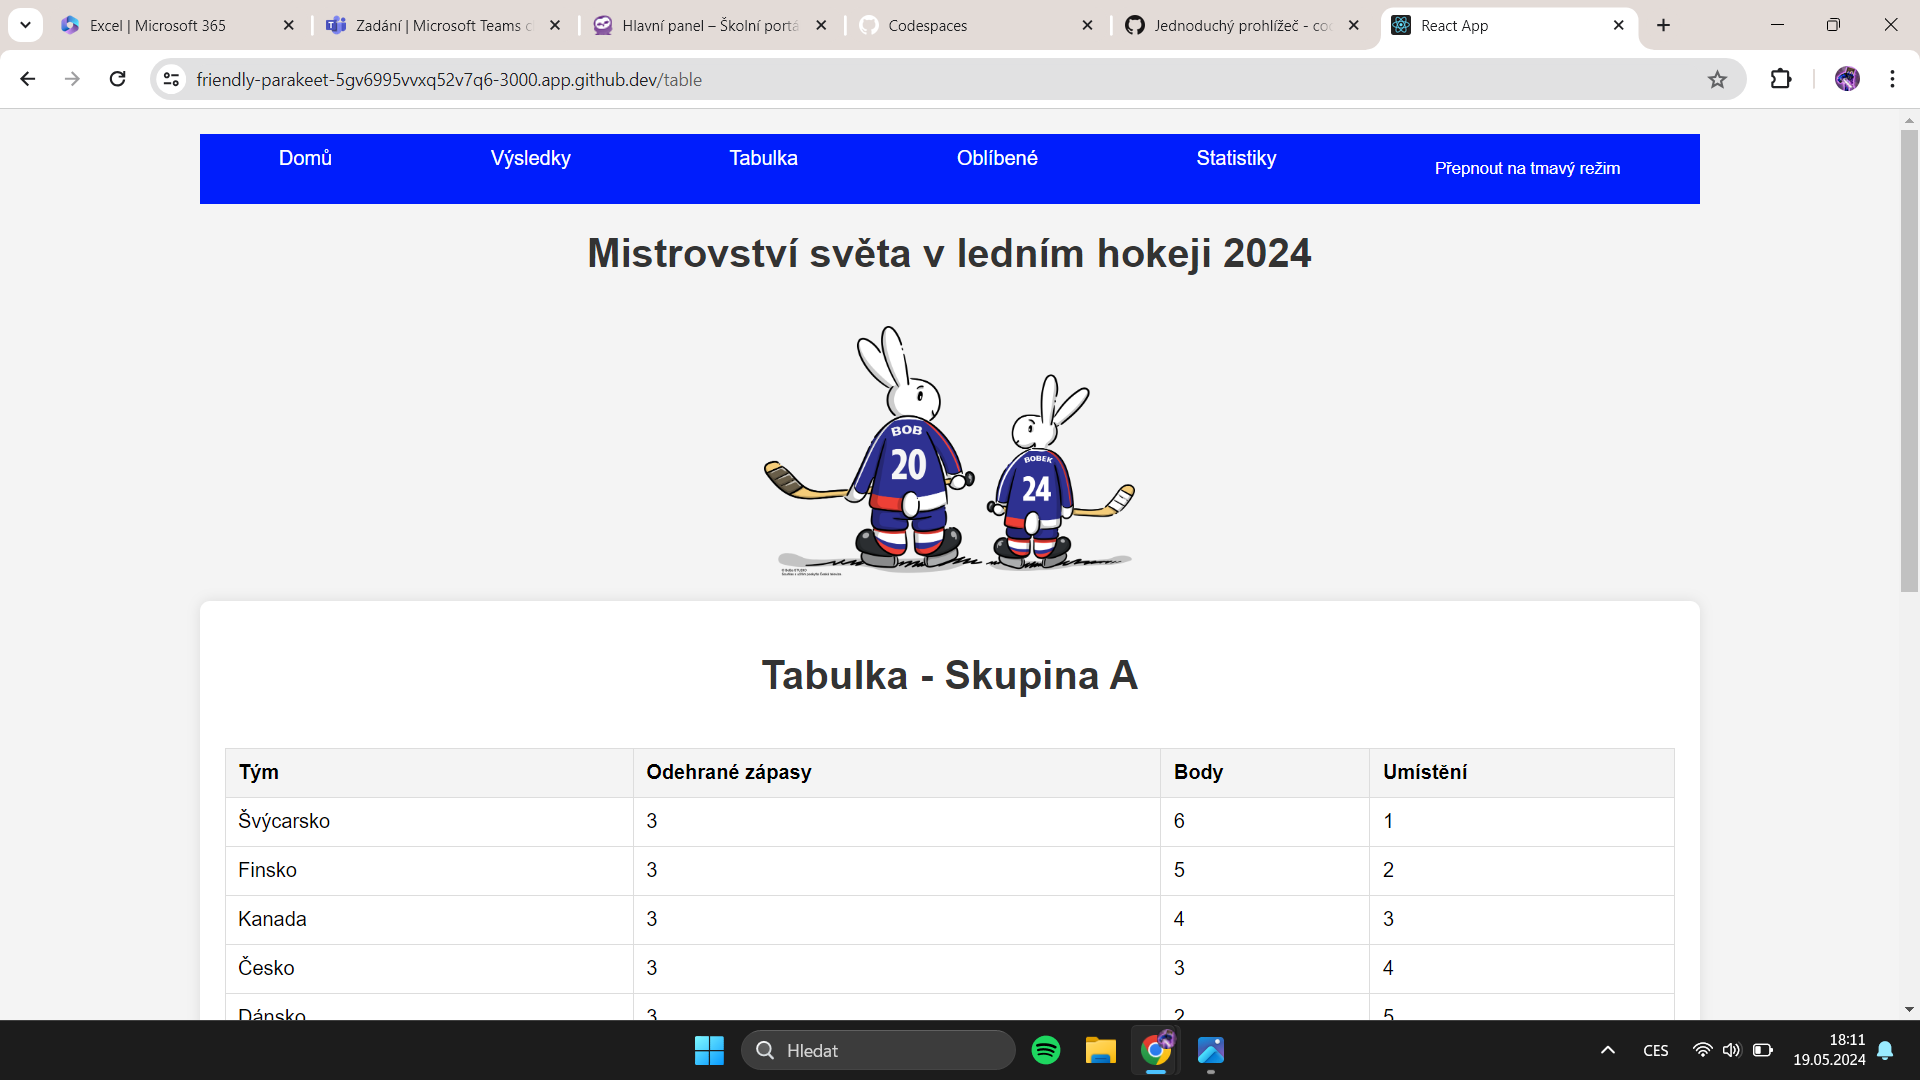 Excel | Microsoft 365
Zadání | Microsoft Teams
Hlavní panel – Školní portá
Codespaces
Jednoduchý prohlížeč - co
React App
friendly-parakeet-5gv6995vvxq52v7q6-3000.app.github.dev/table
Domů
Výsledky
Tabulka
Oblíbené
Statistiky
Přepnout na tmavý režim
Mistrovství světa v ledním hokeji 2024
BOB
20
BOBEK
24
Tabulka - Skupina A
Tým Odehrané zápasy Body Umístění
Švýcarsko 3 6 1
Finsko 3 5 2
Kanada 3 4 3
Česko 3 3 4
Dánsko 3 2 5
Hledat
CES
18:11
19.05.2024